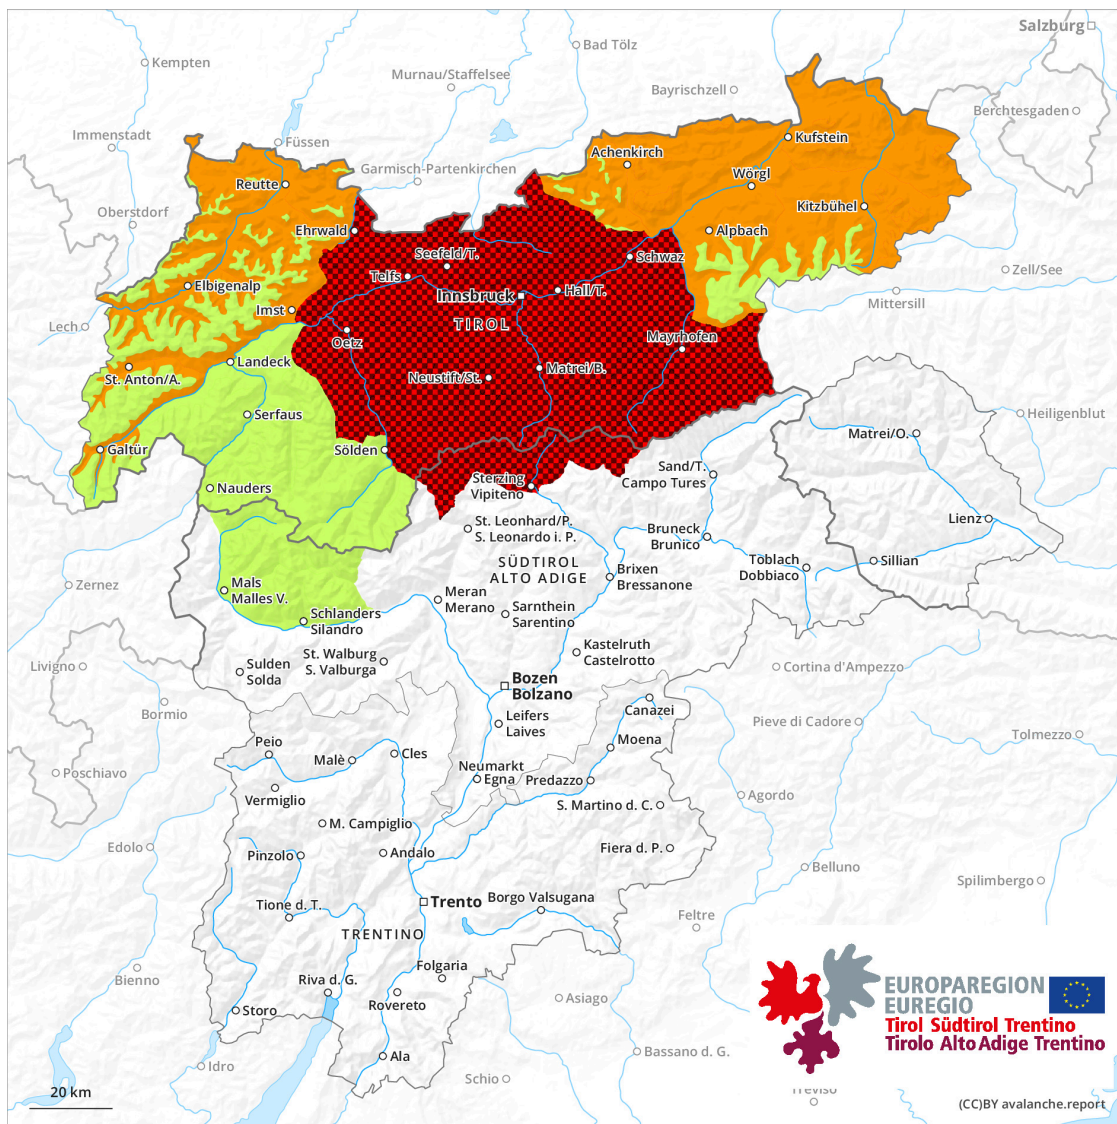 Salzburg
Bad Tölz
Kempten
Murnau/Staffelsee
Bayrischzell
Berchtesgaden
Immenstadt
Kufstein
Füssen
Achenkirch
Garmisch-Partenkirchen
Wörgl
Reutte
Kitzbühel
Oberstdorf
Ehrwald
Alpbach
Seefeld/T.
Schwaz
Telfs
Zell/See
Elbigenalp
Hall/T.
Innsbruck
Mittersill
Imst
TIROL
Lech
Mayrhofen
Oetz
Landeck
Matrei/B.
St. Anton/A.
Neustift/St.
Serfaus
Heiligenblut
Matrei/O.
Galtür
Sölden
Sand/T.
Campo Tures
Sterzing
Vipiteno
Nauders
St. Leonhard/P.
S. Leonardo i. P.
Lienz
Bruneck
Brunico
SÜDTIROL
ALTO ADIGE
Toblach
Dobbiaco
Sillian
Brixen
Bressanone
Zernez
Mals
Malles V.
Meran
Merano
Sarnthein
Sarentino
Schlanders
Silandro
Kastelruth
Castelrotto
St. Walburg
S. Valburga
Livigno
Sulden
Solda
Cortina d'Ampezzo
Bozen
Bolzano
Canazei
Bormio
Leifers
Laives
Pieve di Cadore
Tolmezzo
Peio
Moena
Malè
Cles
Neumarkt
Egna
Predazzo
Poschiavo
Vermiglio
S. Martino d. C.
Agordo
M. Campiglio
Edolo
Pinzolo
Andalo
Fiera d. P.
Belluno
Spilimbergo
Tione d. T.
Trento
Borgo Valsugana
Feltre
TRENTINO
Folgaria
Bienno
Riva d. G.
Rovereto
Asiago
Storo
EUROPAREGION
EUREGIO
Tirol Südtirol Trentino
Tirolo Alto Adige Trentino
Ala
Bassano d. G.
Idro
Schio
Treviso
20 km
(CC)BY avalanche.report